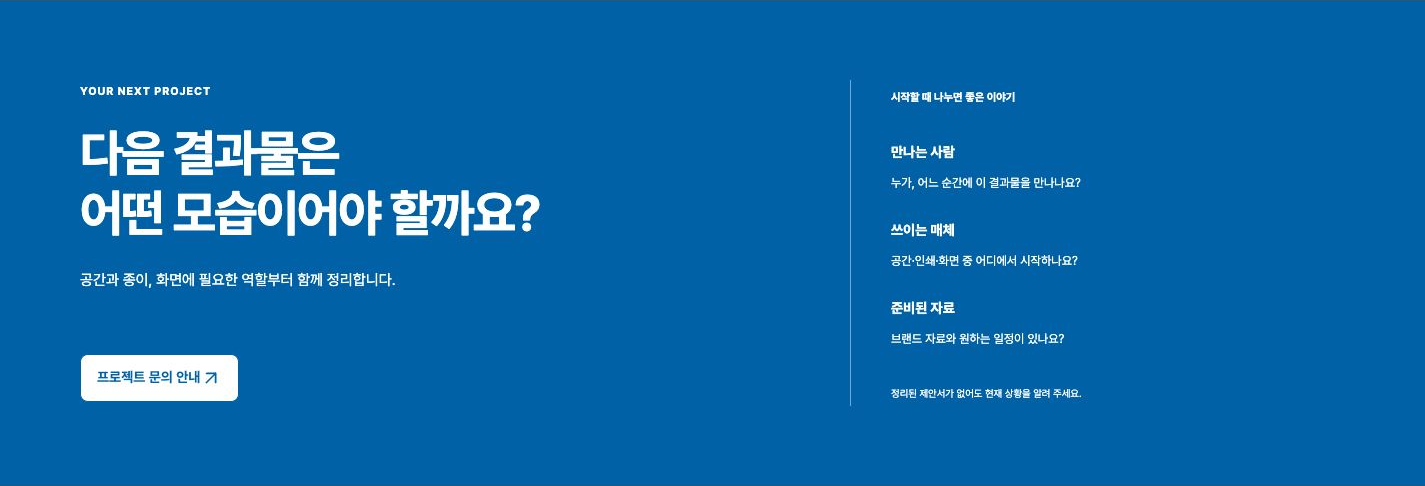 YOUR NEXT PROJECT
다음 결과물은
어떤 모습이어야 할까요?
공간과 종이, 화면에 필요한 역할부터 함께 정리합니다.
프로젝트 문의 안내
시작할 때 나누면 좋은 이야기
만나는 사람
누가, 어느 순간에 이 결과물을 만나나요?
쓰이는 매체
공간·인쇄·화면 중 어디에서 시작하나요?
준비된 자료
브랜드 자료와 원하는 일정이 있나요?
정리된 제안서가 없어도 현재 상황을 알려 주세요.